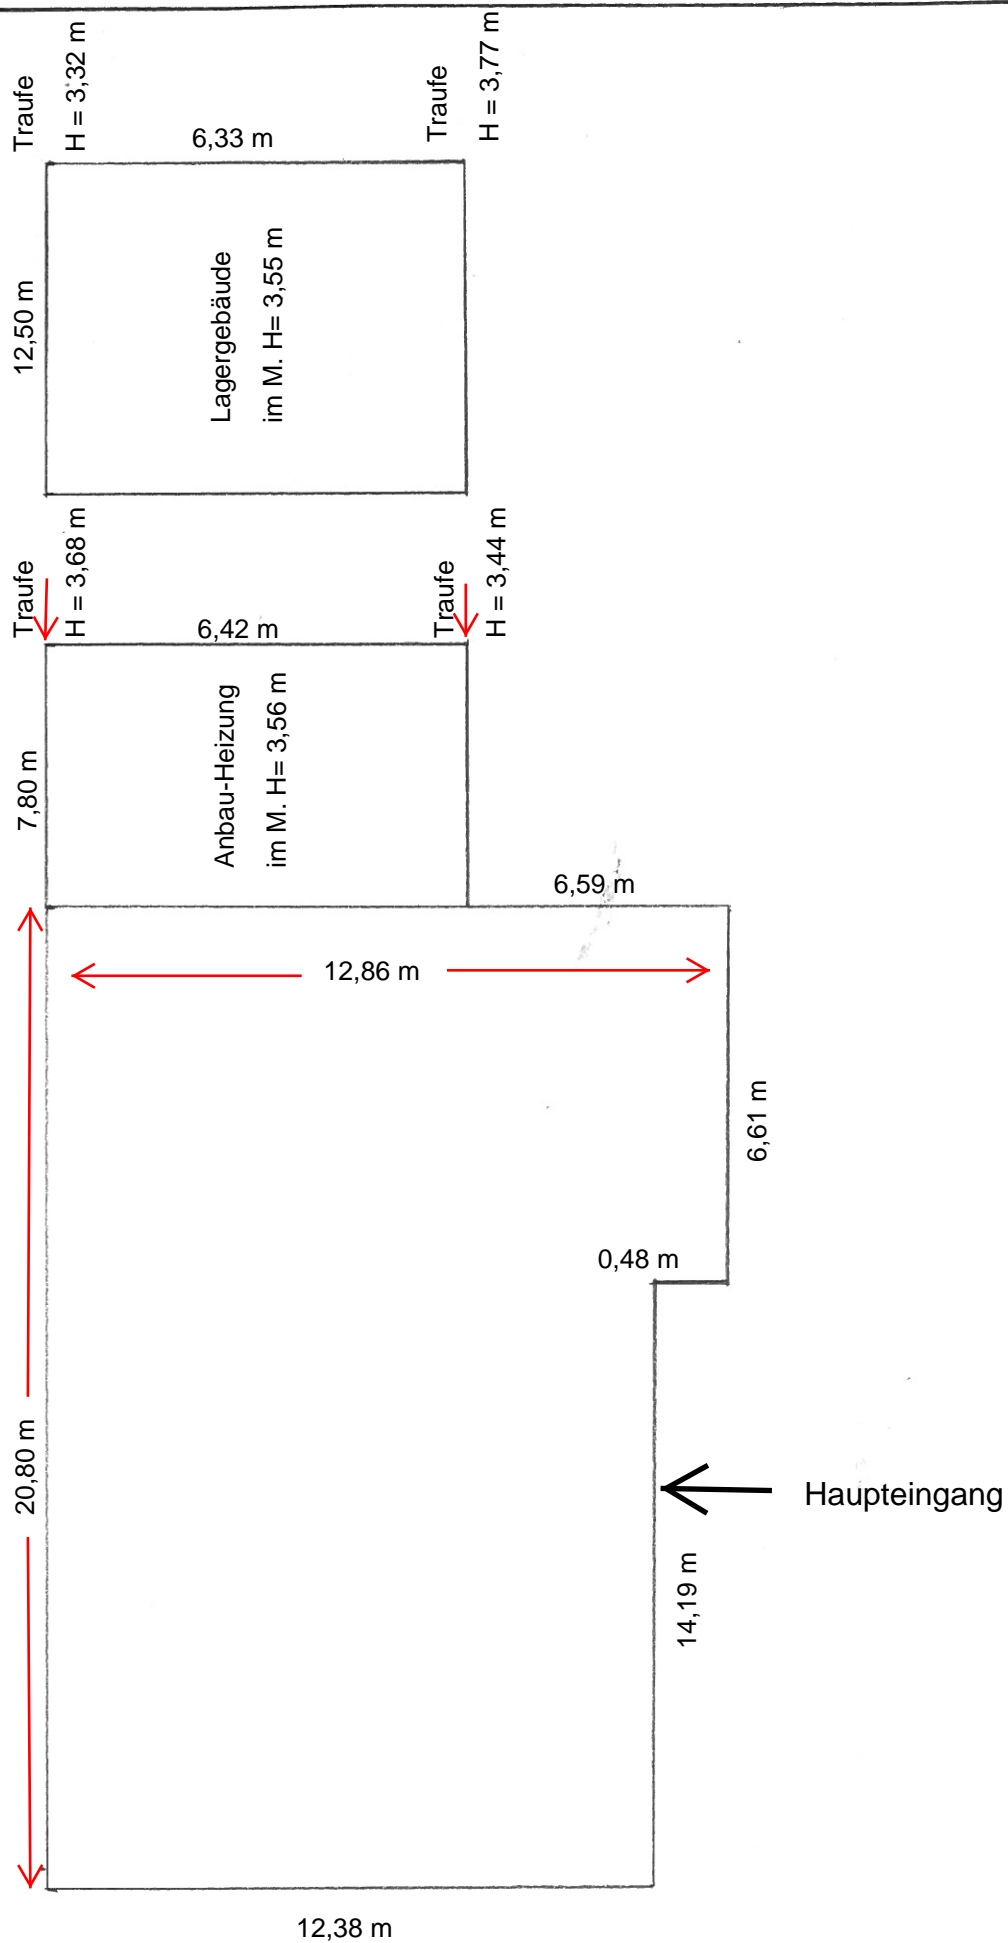 Traufe
H = 3,32 m
6,33 m
Traufe
H = 3,77 m
12,50 m
Lagergebäude
im M. H= 3,55 m
Traufe
H = 3,68 m
6,42 m
Traufe
H = 3,44 m
7,80 m
Anbau-Heizung
im M. H= 3,56 m
6,59 m
12,86 m
6,61 m
0,48 m
20,80 m
Haupteingang
14,19 m
12,38 m